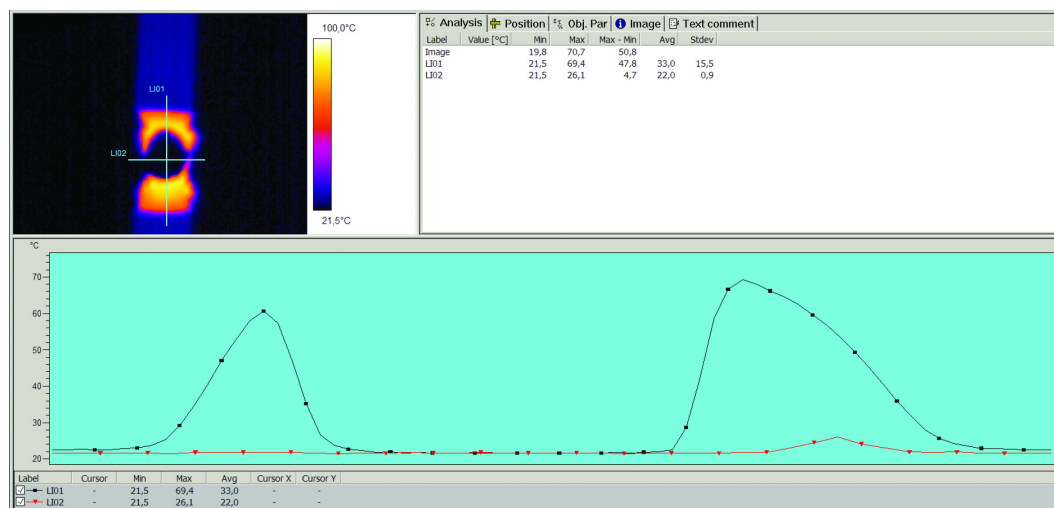 100,0°C
LI01
LI02
21,5°C
Analysis Position Obj. Par Image Text comment
Label Value [°C] Min Max Max - Min Avg Stdev
Image 19,8 70,7 50,8
LI01 21,5 69,4 47,8 33,0 15,5
LI02 21,5 26,1 4,7 22,0 0,9
°C
70
60
50
40
30
20
Label Cursor Min Max Avg Cursor X Cursor Y
LI01 - 21,5 69,4 33,0 - -
LI02 - 21,5 26,1 22,0 - -